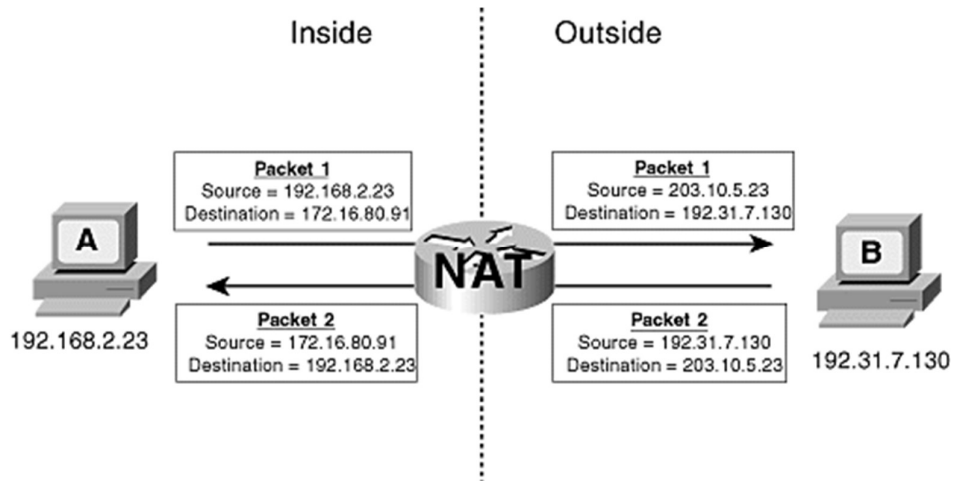 Inside
Outside
Packet 1
Source = 192.168.2.23
Destination = 172.16.80.91
Packet 1
Source = 203.10.5.23
Destination = 192.31.7.130
A
NAT
B
Packet 2
Source = 172.16.80.91
Destination = 192.168.2.23
Packet 2
Source = 192.31.7.130
Destination = 203.10.5.23
192.168.2.23
192.31.7.130